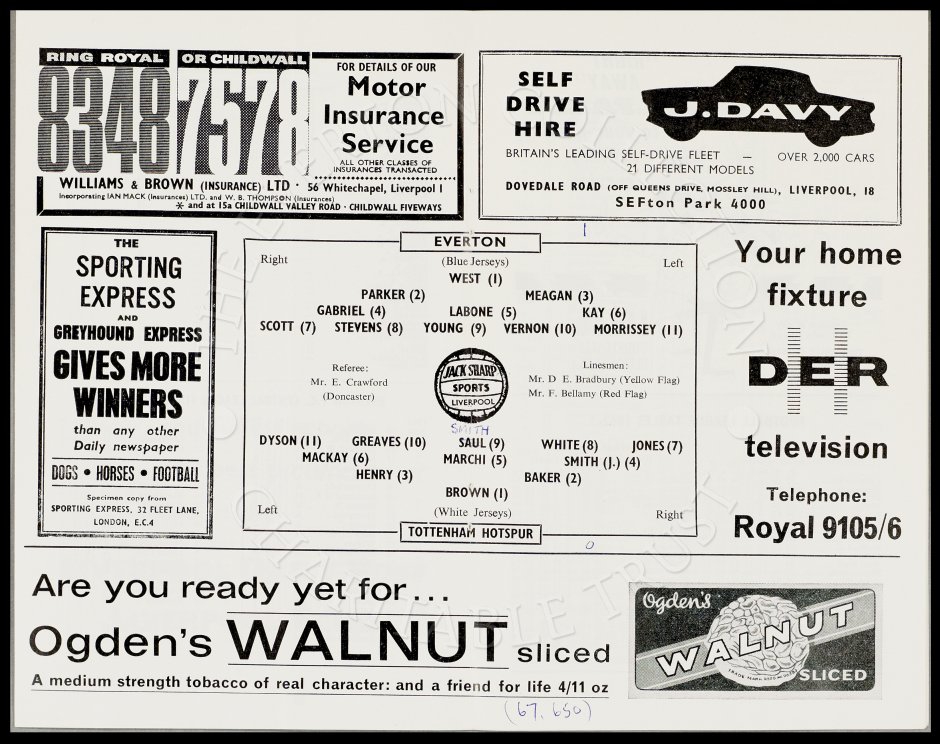 RING ROYAL
8348
OR CHILDWALL
7578
FOR DETAILS OF OUR
Motor
Insurance
Service
ALL OTHER CLASSES OF
INSURANCES TRANSACTED
WILLIAMS & BROWN (INSURANCE) LTD · 56 Whitechapel, Liverpool 1
incorporating IAN MACK (Insurances) LTD. and W. B. THOMPSON (Insurances)
* and at 15a CHILDWALL VALLEY ROAD · CHILDWALL FIVEWAYS
SELF
DRIVE
HIRE
J. DAVY
BRITAIN'S LEADING SELF-DRIVE FLEET — OVER 2,000 CARS
21 DIFFERENT MODELS
DOVEDALE ROAD (OFF QUEENS DRIVE, MOSSLEY HILL), LIVERPOOL, 18
SEFton Park 4000
THE
SPORTING
EXPRESS
AND
GREYHOUND EXPRESS
GIVES MORE
WINNERS
than any other
Daily newspaper
DOGS • HORSES • FOOTBALL
Specimen copy from
SPORTING EXPRESS, 32 FLEET LANE,
LONDON, E.C.4
1
EVERTON
Right (Blue Jerseys) Left
WEST (1)
PARKER (2) MEAGAN (3)
GABRIEL (4) LABONE (5) KAY (6)
SCOTT (7) STEVENS (8) YOUNG (9) VERNON (10) MORRISSEY (11)
Referee:
Mr. E. Crawford
(Doncaster)
JACK SHARP
SPORTS
LIVERPOOL
Linesmen:
Mr. D E. Bradbury (Yellow Flag)
Mr. F. Bellamy (Red Flag)
SMITH
DYSON (11) GREAVES (10) SAUL (9) WHITE (8) JONES (7)
MACKAY (6) MARCHI (5) SMITH (J.) (4)
HENRY (3) BAKER (2)
BROWN (1)
Left (White Jerseys) Right
TOTTENHAM HOTSPUR
0
Your home
fixture
DER
television
Telephone:
Royal 9105/6
Are you ready yet for...
Ogden's WALNUT sliced
A medium strength tobacco of real character: and a friend for life 4/11 oz
(67,650)
Ogden's
WALNUT
SLICED
© THE EVERTON COLLECTION
CHARITABLE TRUST